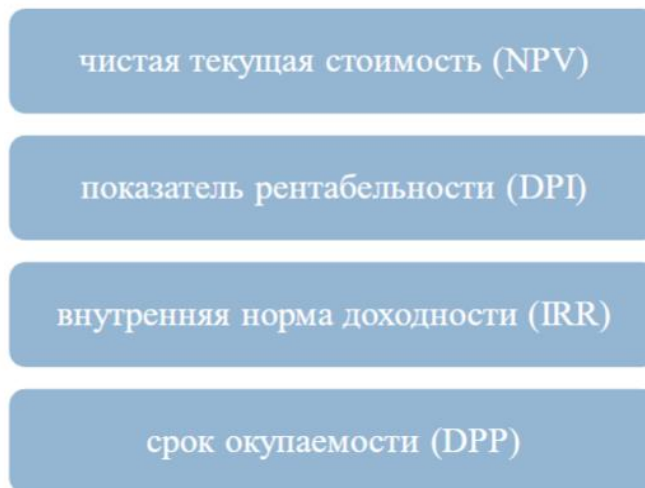 чистая текущая стоимость (NPV)
показатель рентабельности (DPI)
внутренняя норма доходности (IRR)
срок окупаемости (DPP)